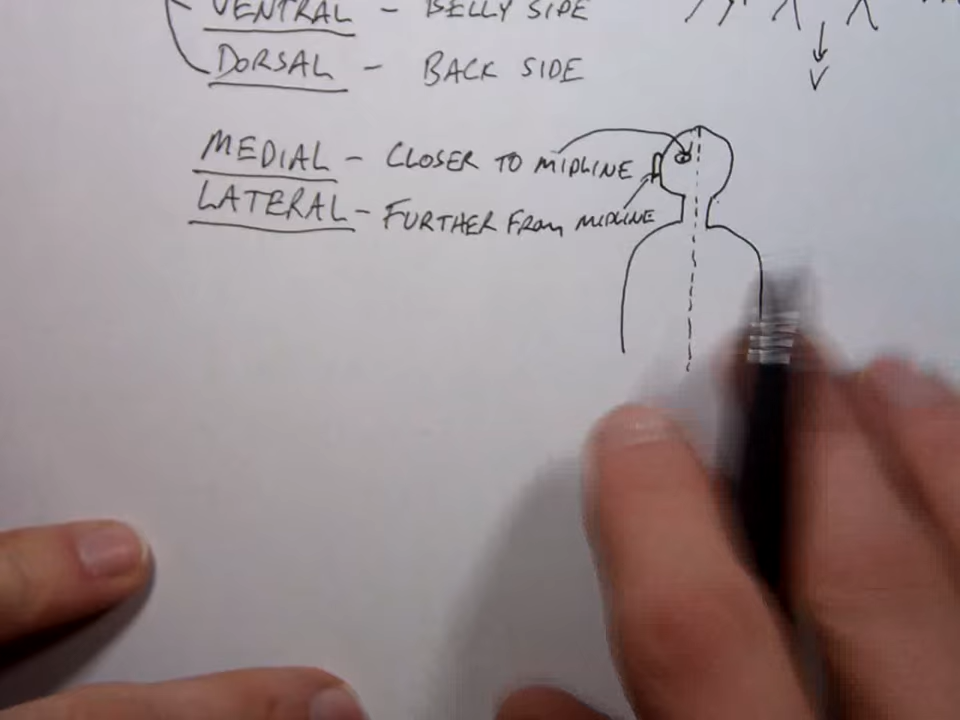 VENTRAL - BELLY SIDE
DORSAL - BACK SIDE
V
MEDIAL - CLOSER TO MIDLINE
LATERAL - FURTHER FROM MIDLINE